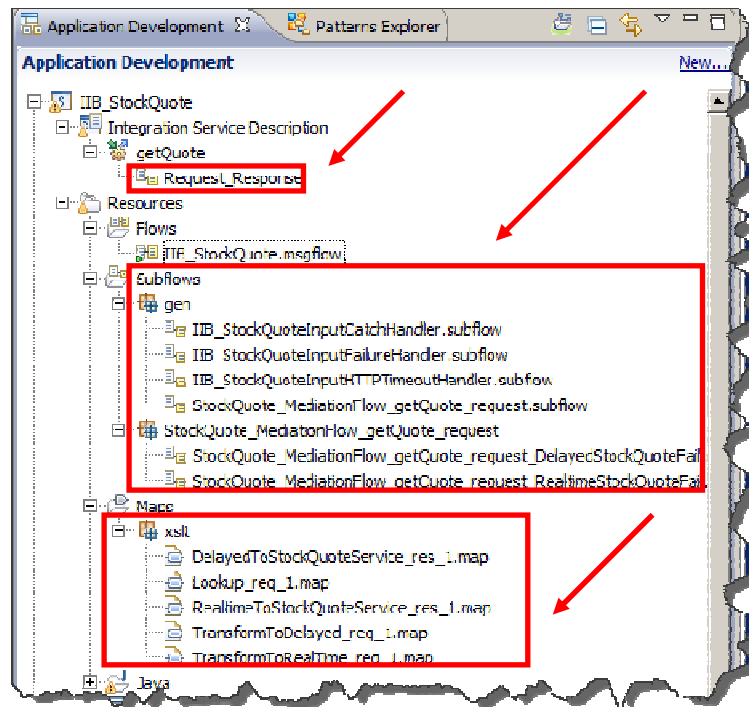 Application Development Patterns Explorer
Application Development New...
IIB_StockQuote
Integration Service Description
getQuote
Request_Response
Resources
Flows
IIB_StockQuote.msgflow
Subflows
gen
IIB_StockQuoteInputCatchHandler.subflow
IIB_StockQuoteInputFailureHandler.subflow
IIB_StockQuoteInputHTTPTimeoutHandler.subflow
StockQuote_MediationFlow_getQuote_request.subflow
StockQuote_MediationFlow_getQuote_request
StockQuote_MediationFlow_getQuote_request_DelayedStockQuoteFail
StockQuote_MediationFlow_getQuote_request_RealtimeStockQuoteFai
Maps
xslt
DelayedToStockQuoteService_res_1.map
Lookup_req_1.map
RealtimeToStockQuoteService_res_1.map
TransformToDelayed_req_1.map
TransformToRealTime_req_1.map
Java